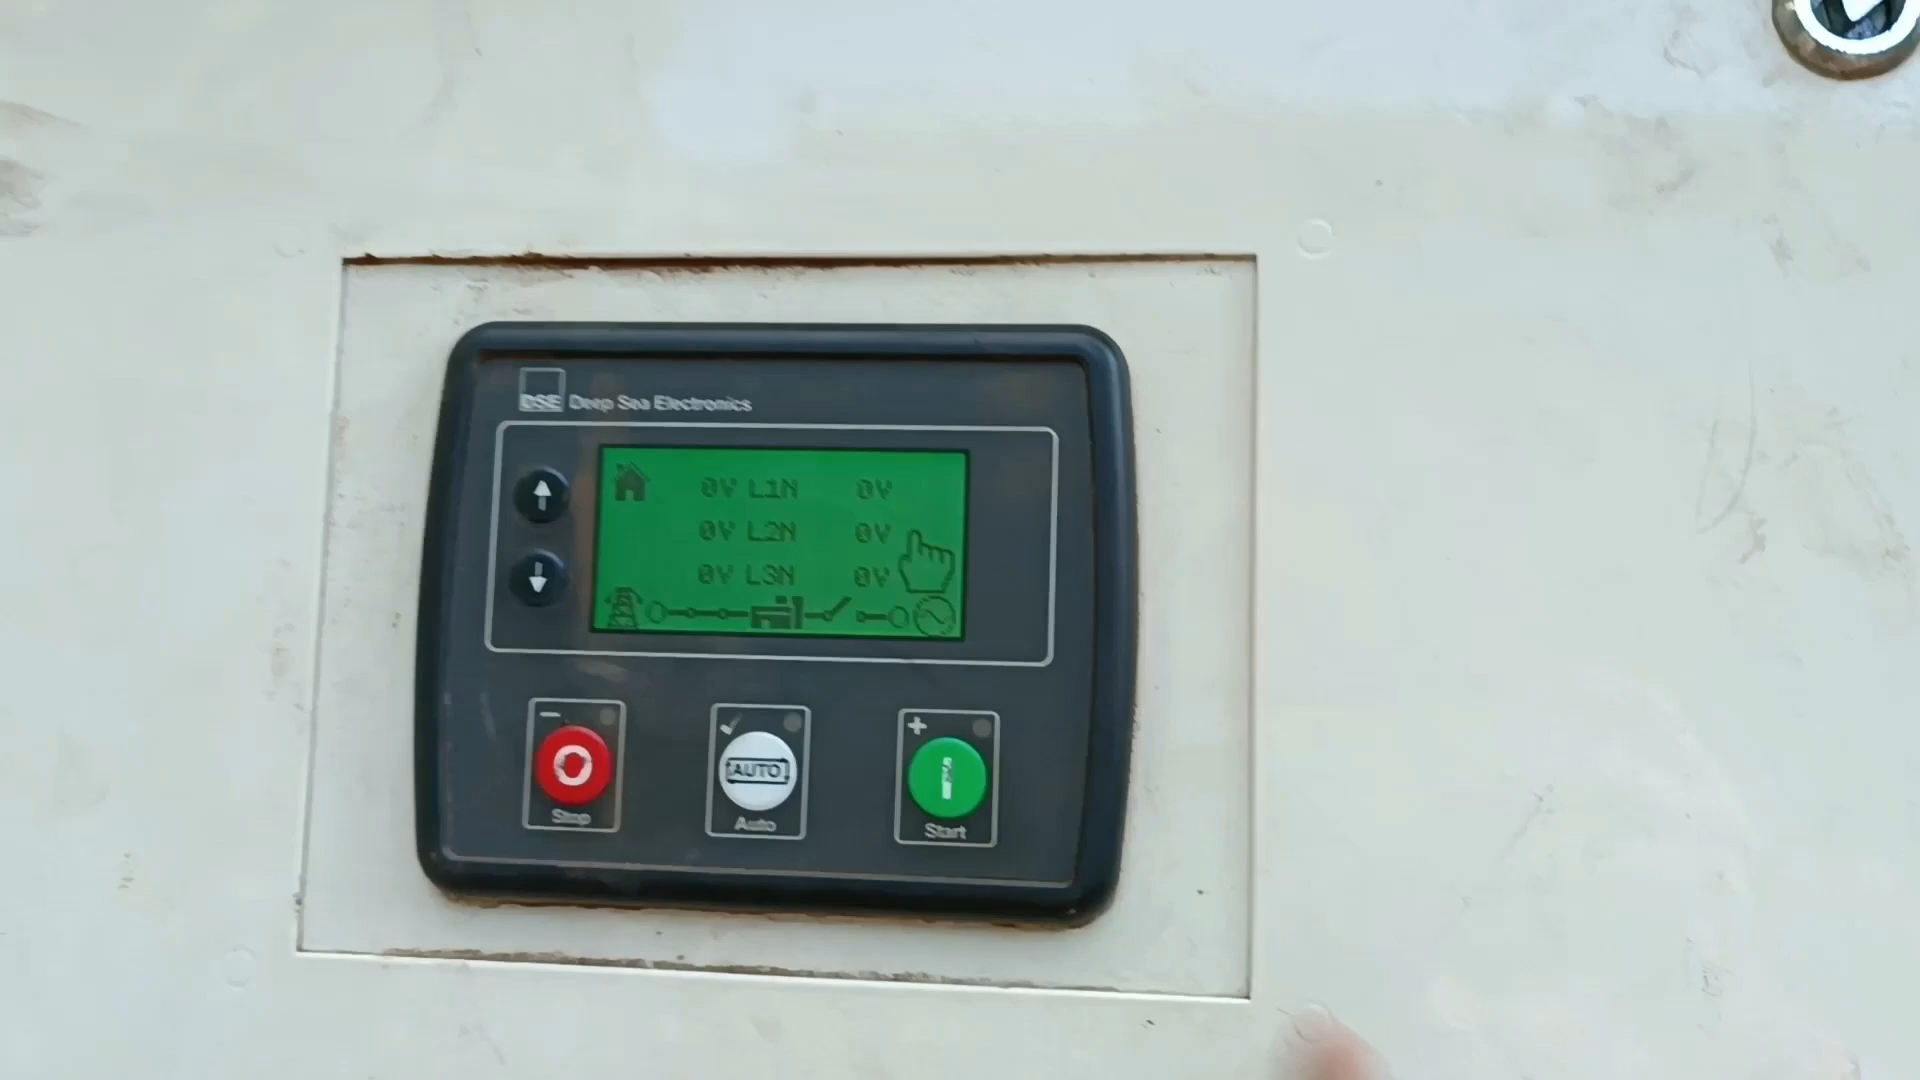 DSE Deep Sea Electronics
0V L1N 0V
0V L2N 0V
0V L3N 0V
AUTO
Stop
Auto
Start